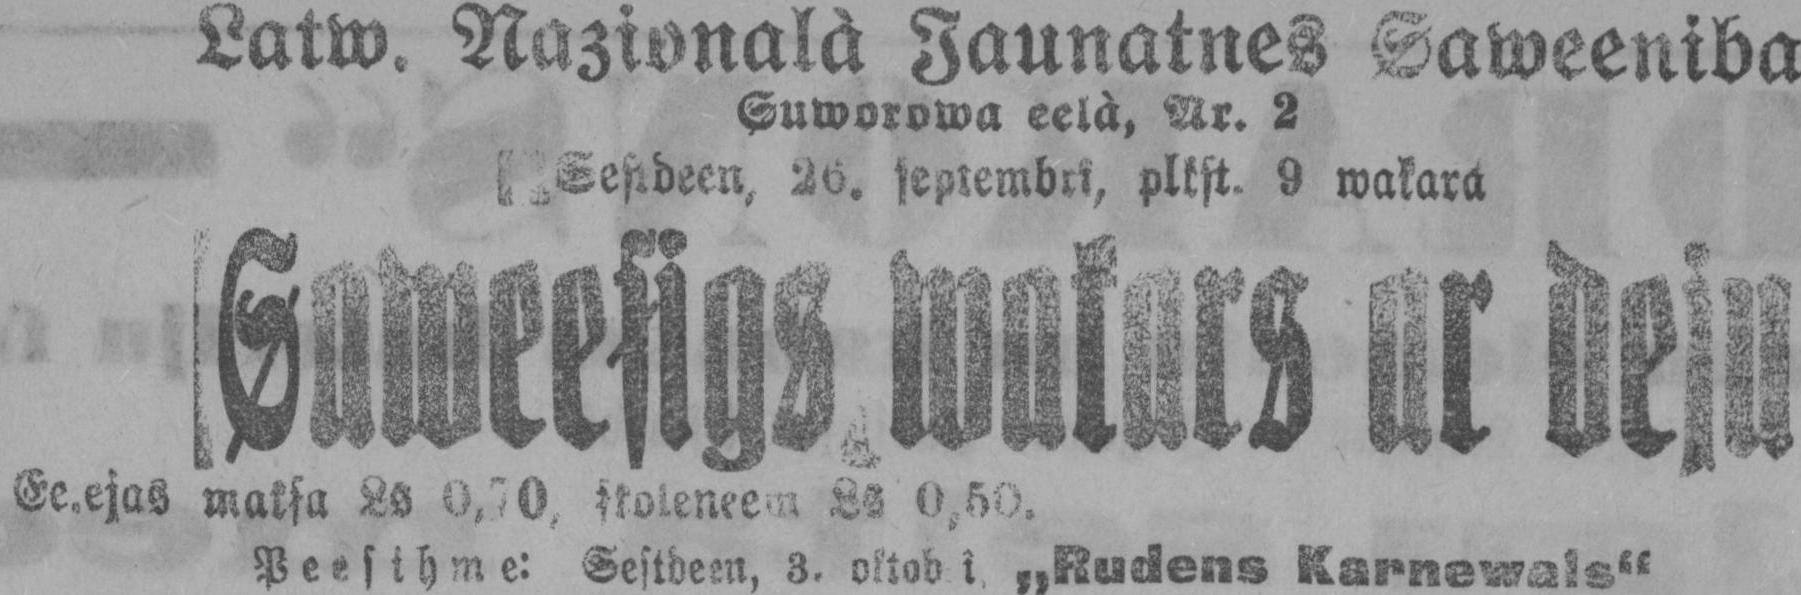 Latw. Nazionalà Jaunatnes Saweeniba
Suworowa eelà, Nr. 2
Sestdeen, 26. septembrî, plkst. 9 wakarà
Saweesigs wakars ar deju
Ee.ejas maksa Ls 0,70, skoleneem Ls 0,50.
Peesihme: Sestdeen, 3. oktob î, „Rudens Karnewals“